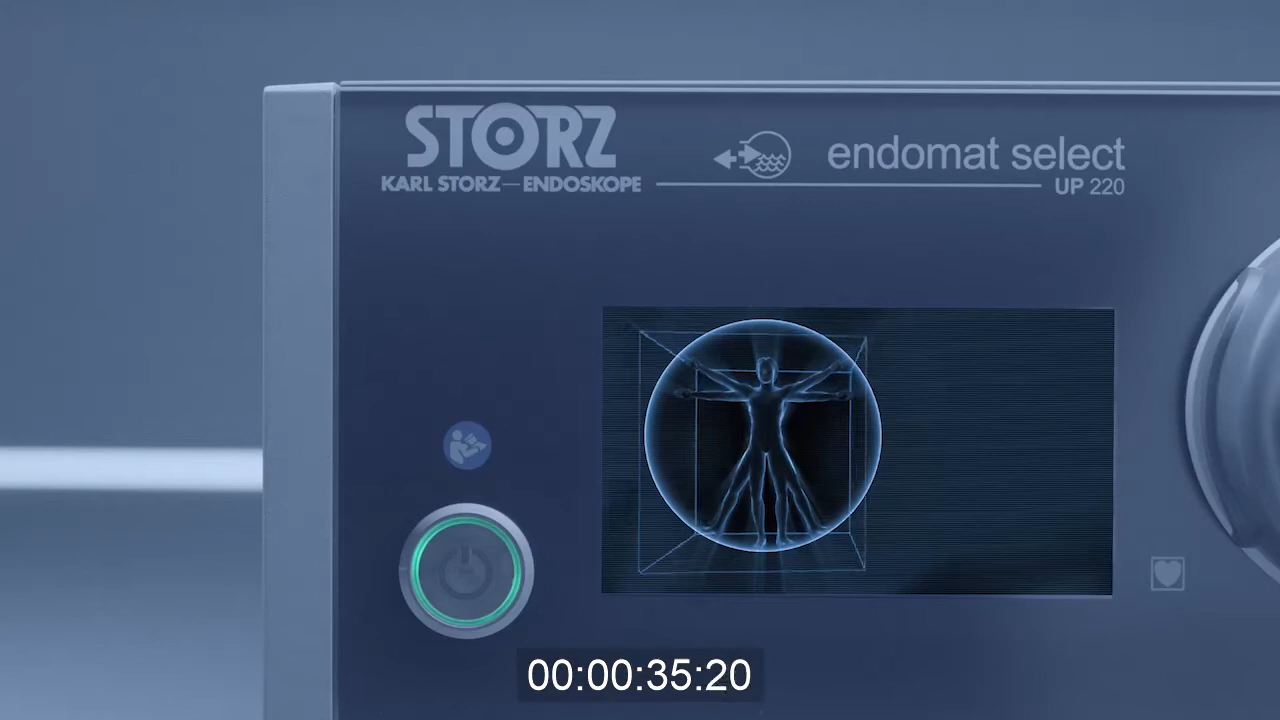 STORZ
KARL STORZ—ENDOSKOPE
endomat select
UP 220
00:00:35:20